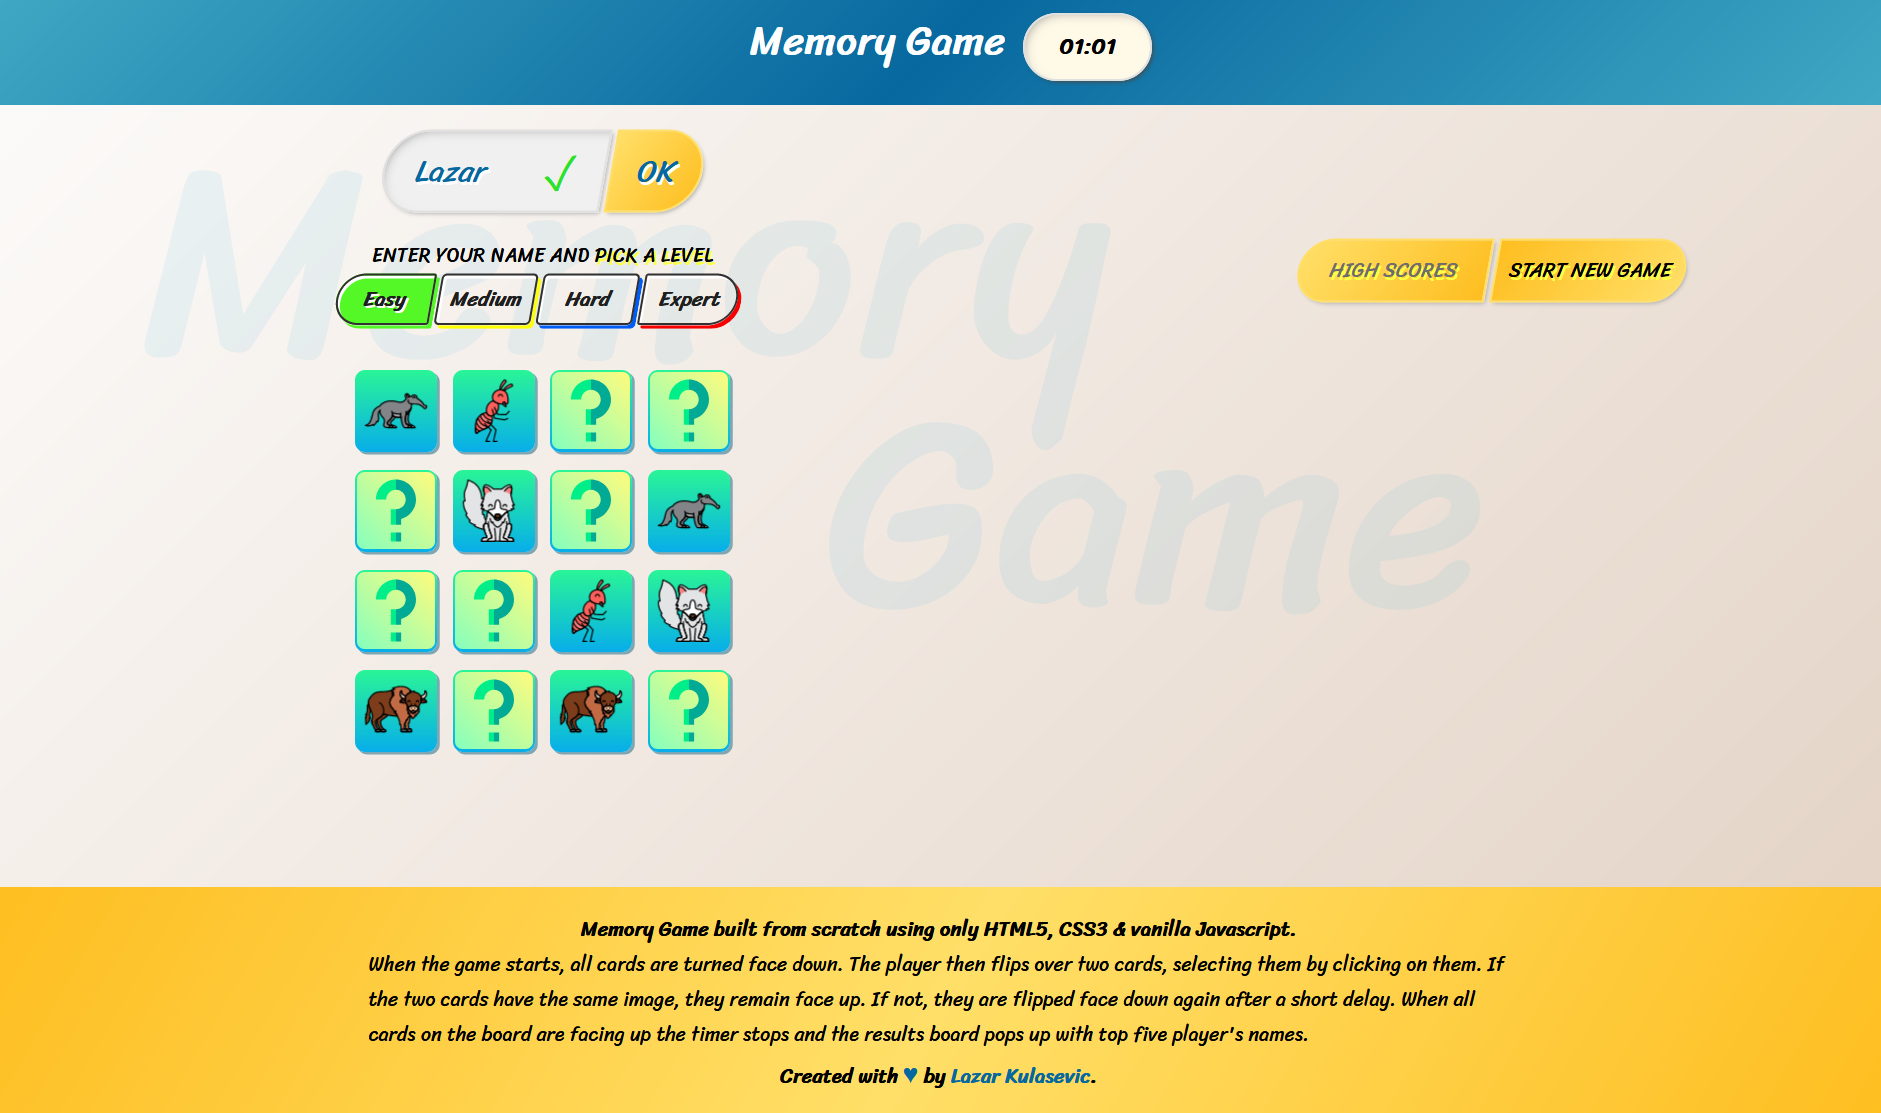 Memory Game 01:01
Memory
Game
Lazar ✓ OK
ENTER YOUR NAME AND PICK A LEVEL
Easy Medium Hard Expert
HIGH SCORES START NEW GAME
? ?
? ?
? ?
? ?
Memory Game built from scratch using only HTML5, CSS3 & vanilla Javascript.
When the game starts, all cards are turned face down. The player then flips over two cards, selecting them by clicking on them. If
the two cards have the same image, they remain face up. If not, they are flipped face down again after a short delay. When all
cards on the board are facing up the timer stops and the results board pops up with top five player's names.
Created with ♥ by Lazar Kulasevic.